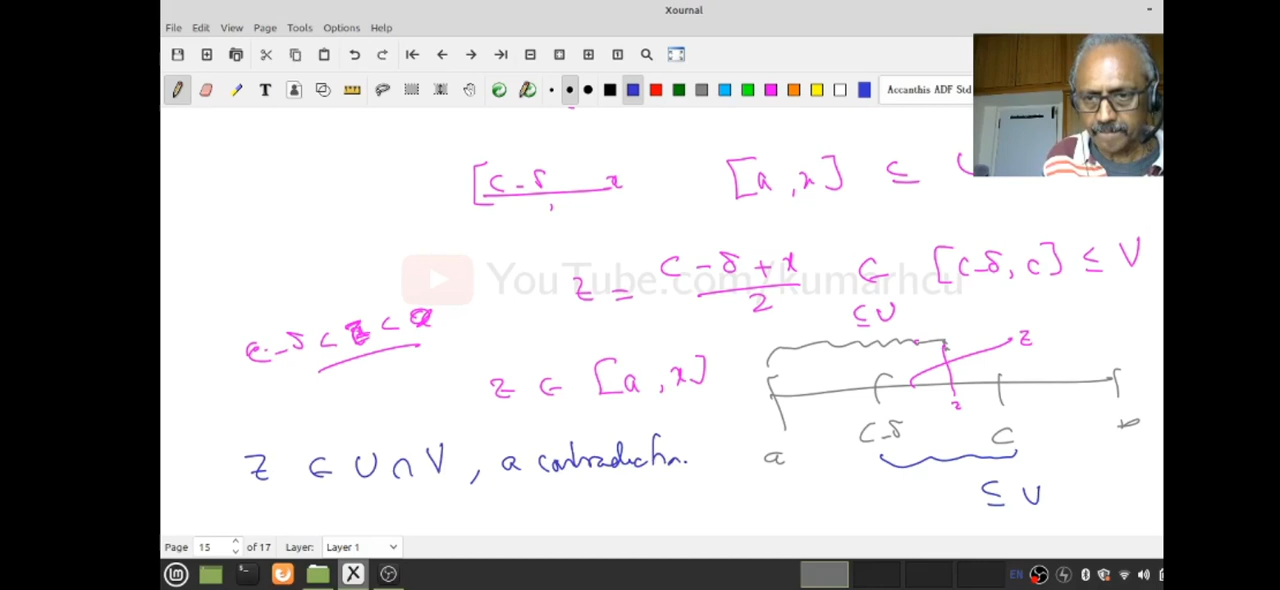 Xournal
File Edit View Page Tools Options Help
Accanthis ADF Std
[c-δ, x
[a, x] ⊆
z = (c-δ+x)/2 ∈ [c-δ, c] ⊆ V
YouTube.com/kumarhcu
⊆ U
c-δ < z <
z
z ∈ [a, x]
a
c-δ
c
b
z ∈ U ∩ V, a contradiction.
⊆ V
Page 15 of 17 Layer: Layer 1
EN